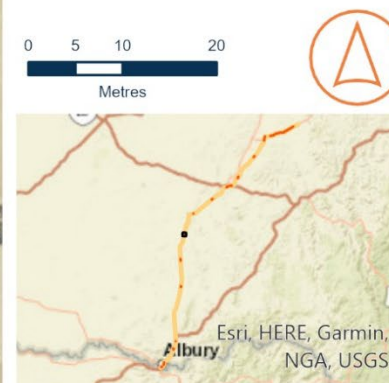 0 5 10 20
Metres
Albury
Esri, HERE, Garmin,
NGA, USGS